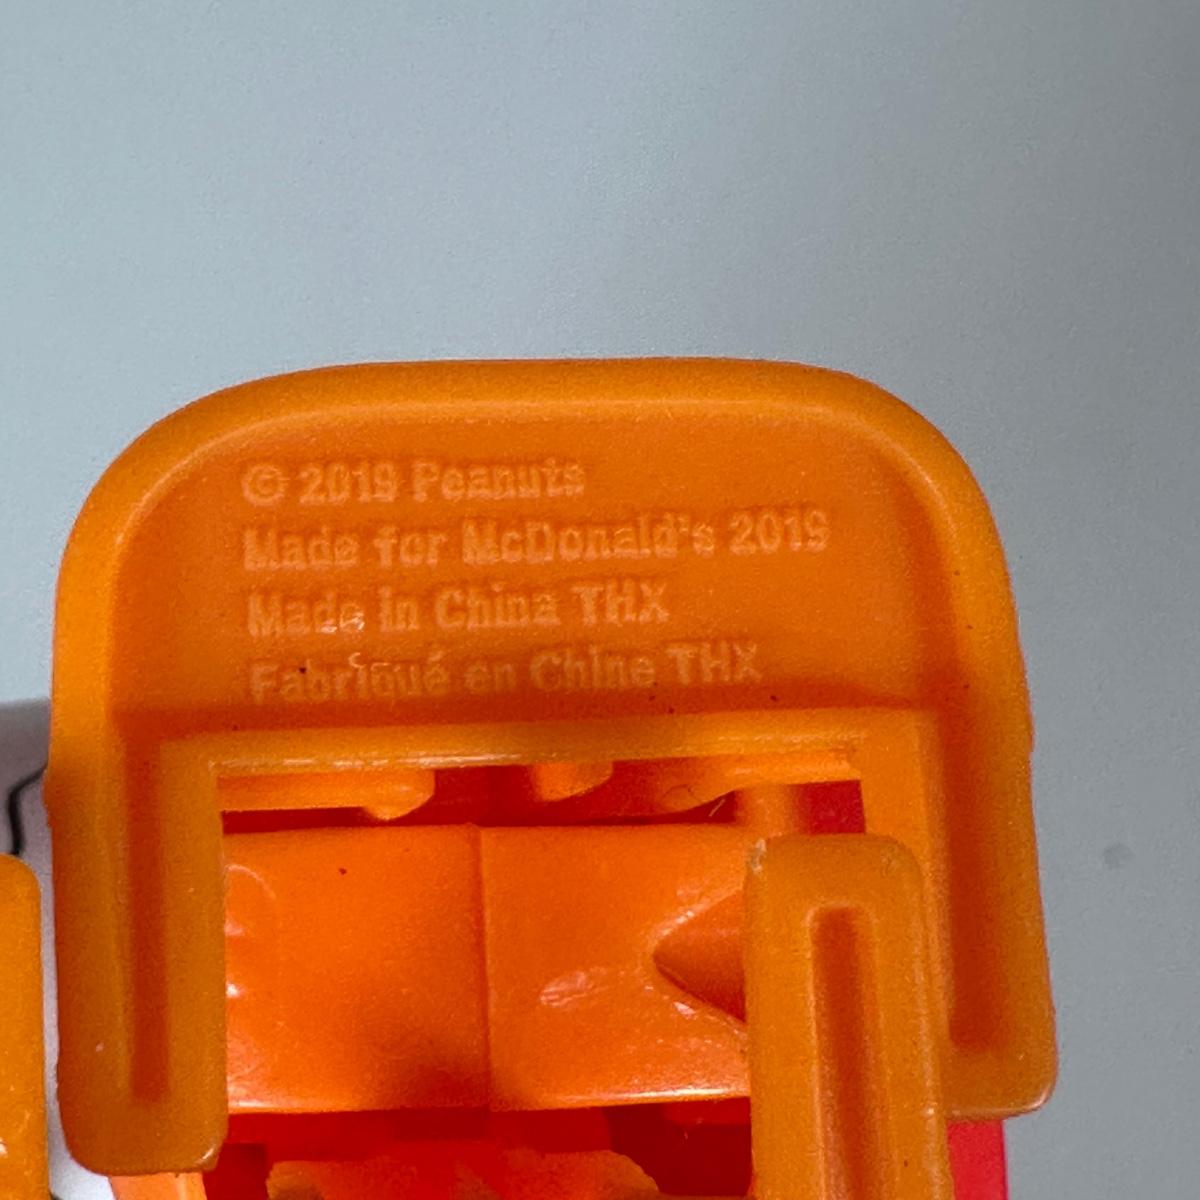 © 2019 Peanuts
Made for McDonald's 2019
Made in China THX
Fabriqué en Chine THX